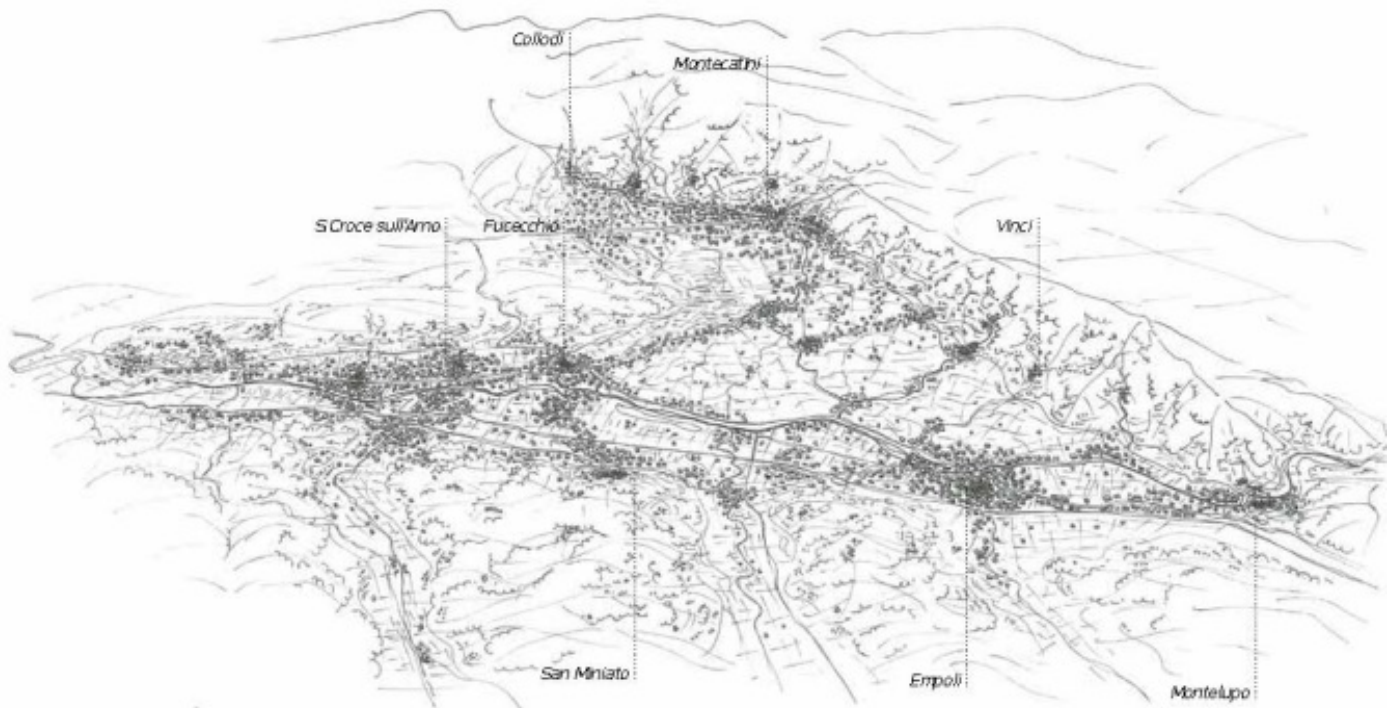 Collodi
Montecatini
S.Croce sull'Arno
Fucecchio
Vinci
San Miniato
Empoli
Montelupo